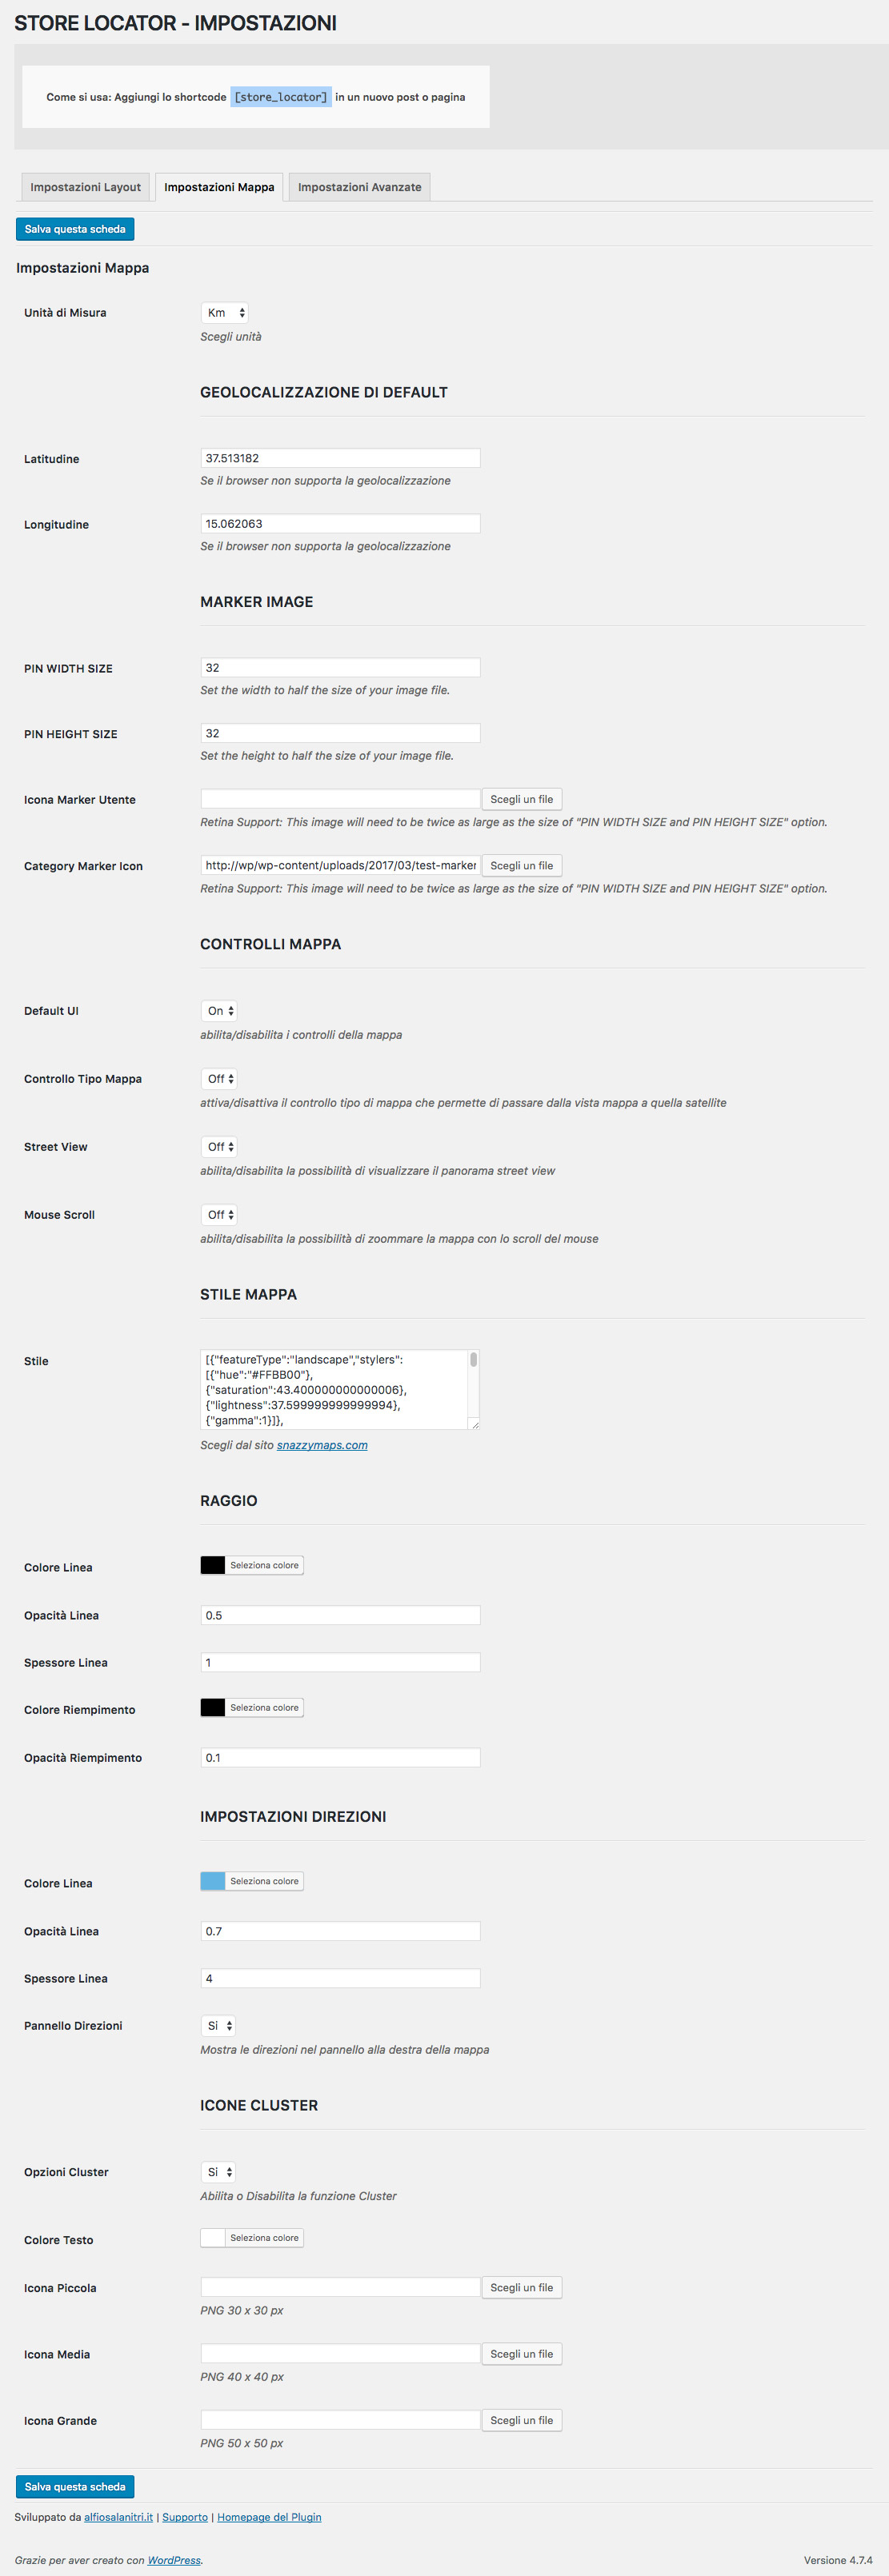 STORE LOCATOR - IMPOSTAZIONI
Come si usa: Aggiungi lo shortcode [store_locator] in un nuovo post o pagina
Impostazioni Layout
Impostazioni Mappa
Impostazioni Avanzate
Salva questa scheda
Impostazioni Mappa
Unità di Misura
Km
Scegli unità
GEOLOCALIZZAZIONE DI DEFAULT
Latitudine
37.513182
Se il browser non supporta la geolocalizzazione
Longitudine
15.062063
Se il browser non supporta la geolocalizzazione
MARKER IMAGE
PIN WIDTH SIZE
32
Set the width to half the size of your image file.
PIN HEIGHT SIZE
32
Set the height to half the size of your image file.
Icona Marker Utente
Scegli un file
Retina Support: This image will need to be twice as large as the size of "PIN WIDTH SIZE and PIN HEIGHT SIZE" option.
Category Marker Icon
http://wp/wp-content/uploads/2017/03/test-marker
Scegli un file
Retina Support: This image will need to be twice as large as the size of "PIN WIDTH SIZE and PIN HEIGHT SIZE" option.
CONTROLLI MAPPA
Default UI
On
abilita/disabilita i controlli della mappa
Controllo Tipo Mappa
Off
attiva/disattiva il controllo tipo di mappa che permette di passare dalla vista mappa a quella satellite
Street View
Off
abilita/disabilita la possibilità di visualizzare il panorama street view
Mouse Scroll
Off
abilita/disabilita la possibilità di zoommare la mappa con lo scroll del mouse
STILE MAPPA
Stile
[{"featureType":"landscape","stylers":
[{"hue":"#FFBB00"},
{"saturation":43.400000000000006},
{"lightness":37.599999999999994},
{"gamma":1}]},
Scegli dal sito snazzymaps.com
RAGGIO
Colore Linea
Seleziona colore
Opacità Linea
0.5
Spessore Linea
1
Colore Riempimento
Seleziona colore
Opacità Riempimento
0.1
IMPOSTAZIONI DIREZIONI
Colore Linea
Seleziona colore
Opacità Linea
0.7
Spessore Linea
4
Pannello Direzioni
Si
Mostra le direzioni nel pannello alla destra della mappa
ICONE CLUSTER
Opzioni Cluster
Si
Abilita o Disabilita la funzione Cluster
Colore Testo
Seleziona colore
Icona Piccola
Scegli un file
PNG 30 x 30 px
Icona Media
Scegli un file
PNG 40 x 40 px
Icona Grande
Scegli un file
PNG 50 x 50 px
Salva questa scheda
Sviluppato da alfiosalanitri.it | Supporto | Homepage del Plugin
Grazie per aver creato con WordPress.
Versione 4.7.4